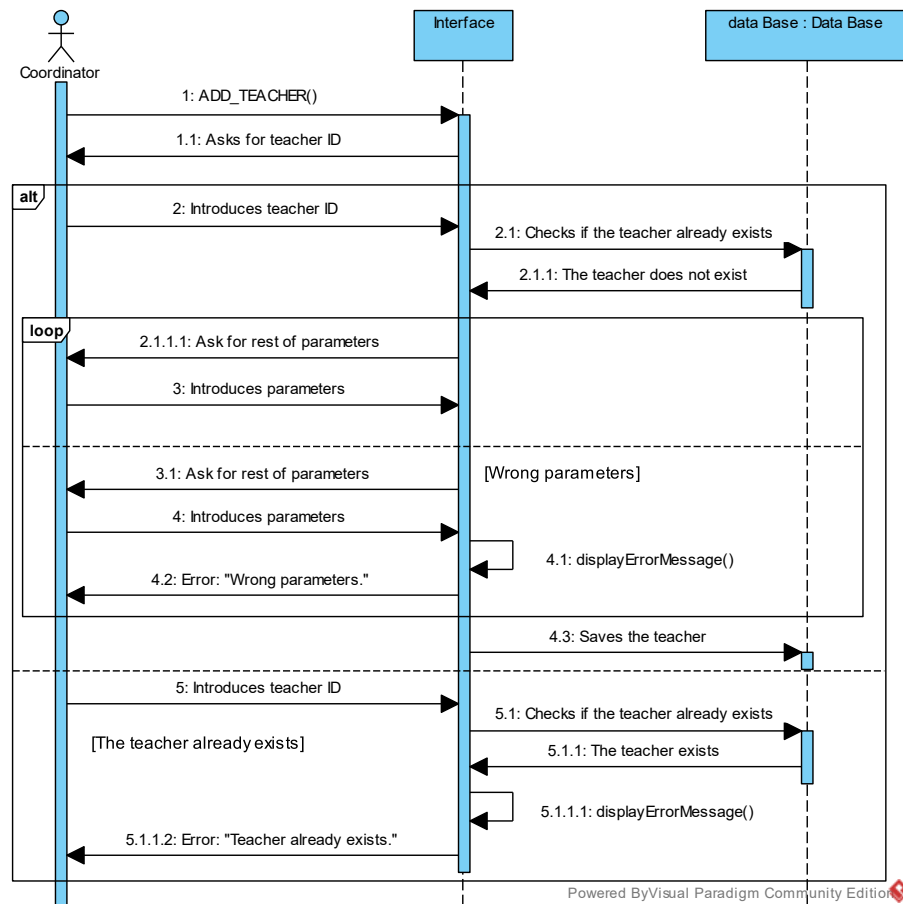 Interface
data Base : Data Base
Coordinator
1: ADD_TEACHER()
1.1: Asks for teacher ID
alt
2: Introduces teacher ID
2.1: Checks if the teacher already exists
2.1.1: The teacher does not exist
loop
2.1.1.1: Ask for rest of parameters
3: Introduces parameters
3.1: Ask for rest of parameters
[Wrong parameters]
4: Introduces parameters
4.1: displayErrorMessage()
4.2: Error: "Wrong parameters."
4.3: Saves the teacher
5: Introduces teacher ID
5.1: Checks if the teacher already exists
[The teacher already exists]
5.1.1: The teacher exists
5.1.1.1: displayErrorMessage()
5.1.1.2: Error: "Teacher already exists."
Powered ByVisual Paradigm Community Edition